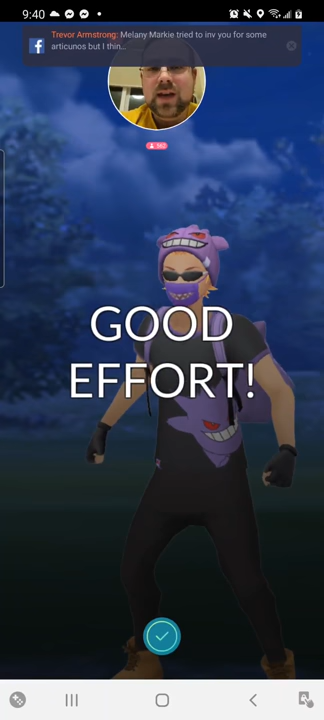 9:40
Trevor Armstrong: Melany Markie tried to inv you for some
articunos but I thin...
GOOD
EFFORT!